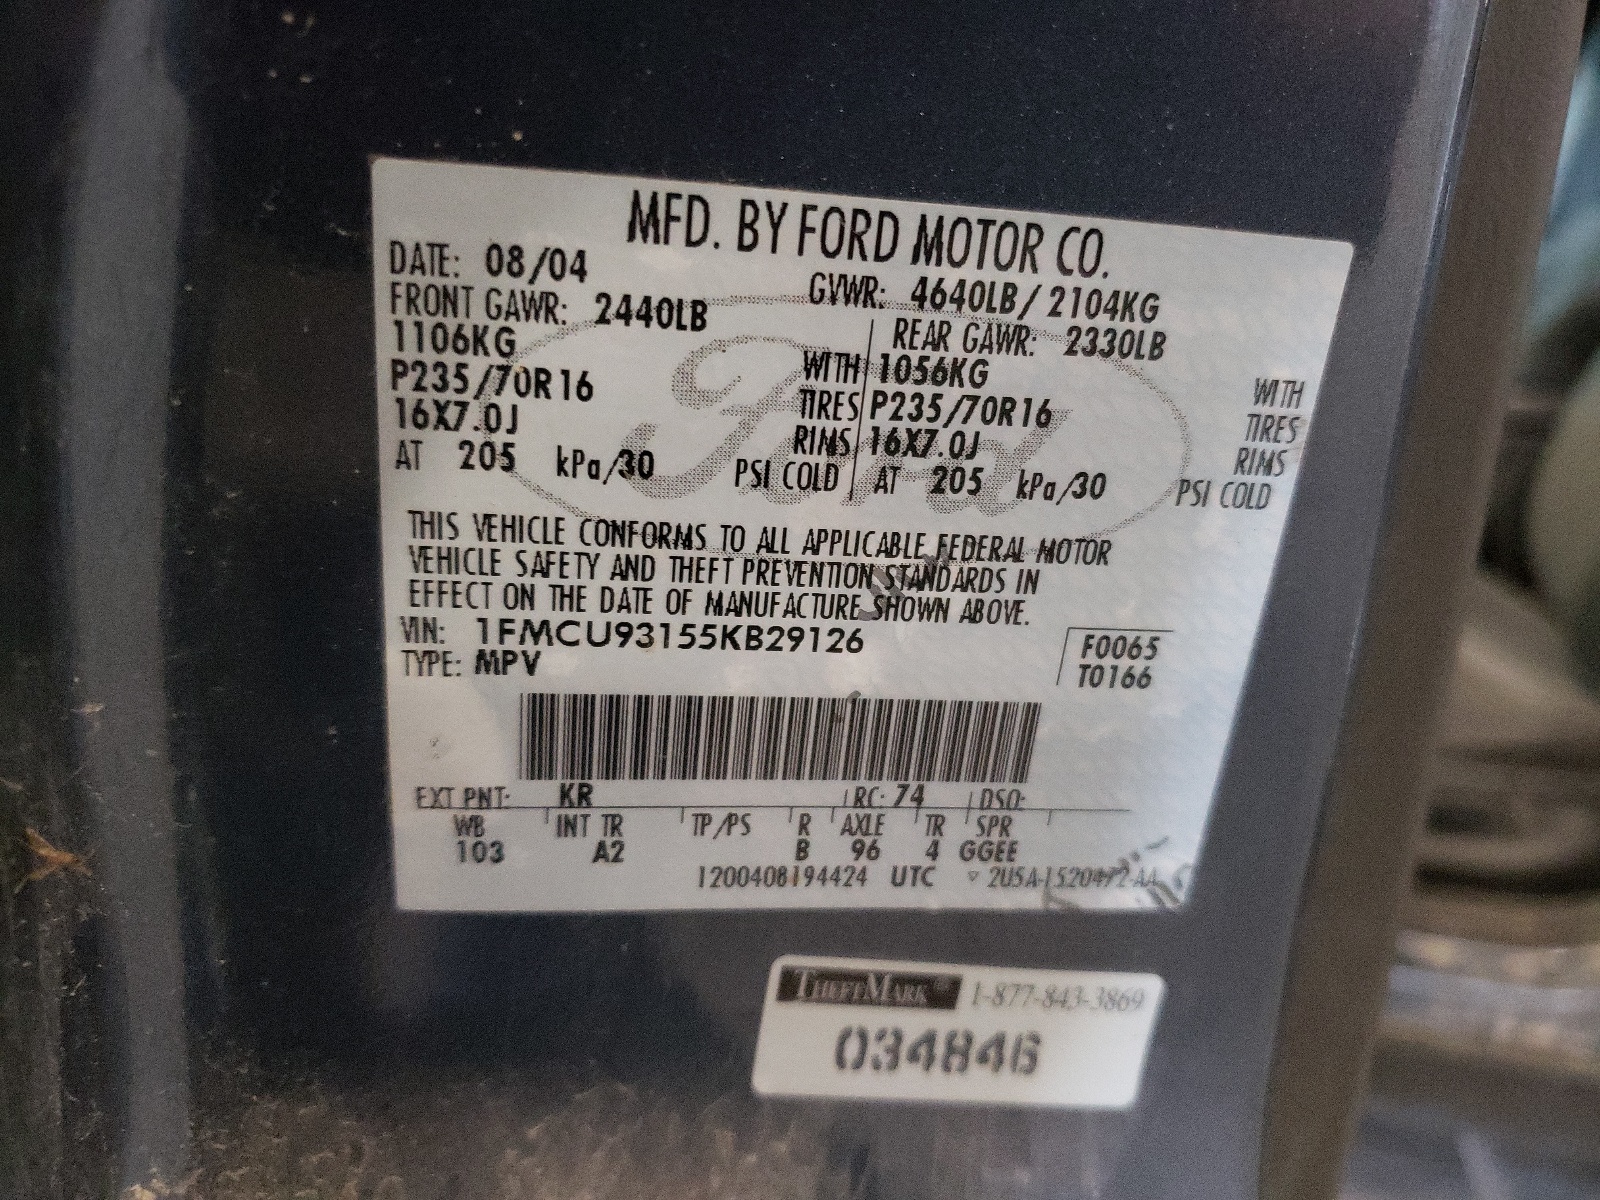 MFD. BY FORD MOTOR CO.
DATE: 08/04
GVWR: 4640LB/ 2104KG
FRONT GAWR: 2440LB
REAR GAWR: 2330LB
1106KG WITH 1056KG WITH
P235/70R16 TIRES P235/70R16 TIRES
16X7.0J RIMS 16X7.0J RIMS
AT 205 kPa/30 PSI COLD AT 205 kPa/30 PSI COLD
Ford
THIS VEHICLE CONFORMS TO ALL APPLICABLE FEDERAL MOTOR
VEHICLE SAFETY AND THEFT PREVENTION STANDARDS IN
EFFECT ON THE DATE OF MANUFACTURE SHOWN ABOVE.
VIN: 1FMCU93155KB29126
TYPE: MPV
F0065
T0166
EXT PNT: KR RC: 74 DSO:
WB INT TR TP/PS R AXLE TR SPR
103 A2 B 96 4 GGEE
1200408194424 UTC ▽ 2U5A-1520472-AA
THEFTMARK® 1-877-843-3869
034846